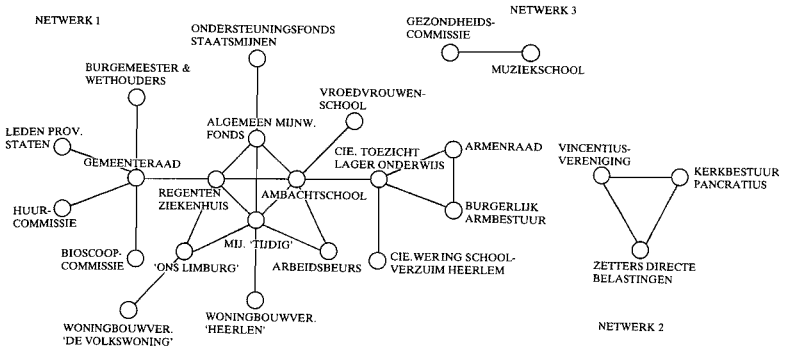 NETWERK 1
ONDERSTEUNINGSFONDS
STAATSMIJNEN
GEZONDHEIDS-
COMMISSIE
NETWERK 3
MUZIEKSCHOOL
BURGEMEESTER &
WETHOUDERS
VROEDVROUWEN-
SCHOOL
ALGEMEEN MIJNW.
FONDS
LEDEN PROV.
STATEN
GEMEENTERAAD
CIE. TOEZICHT
LAGER ONDERWIJS
ARMENRAAD
VINCENTIUS-
VERENIGING
KERKBESTUUR
PANCRATIUS
REGENTEN
ZIEKENHUIS
AMBACHTSCHOOL
HUUR-
COMMISSIE
BURGERLIJK
ARMBESTUUR
MIJ. 'TIJDIG'
BIOSCOOP-
COMMISSIE
'ONS LIMBURG'
ARBEIDSBEURS
CIE.WERING SCHOOL-
VERZUIM HEERLEM
ZETTERS DIRECTE
BELASTINGEN
WONINGBOUWVER.
'DE VOLKSWONING'
WONINGBOUWVER.
'HEERLEN'
NETWERK 2